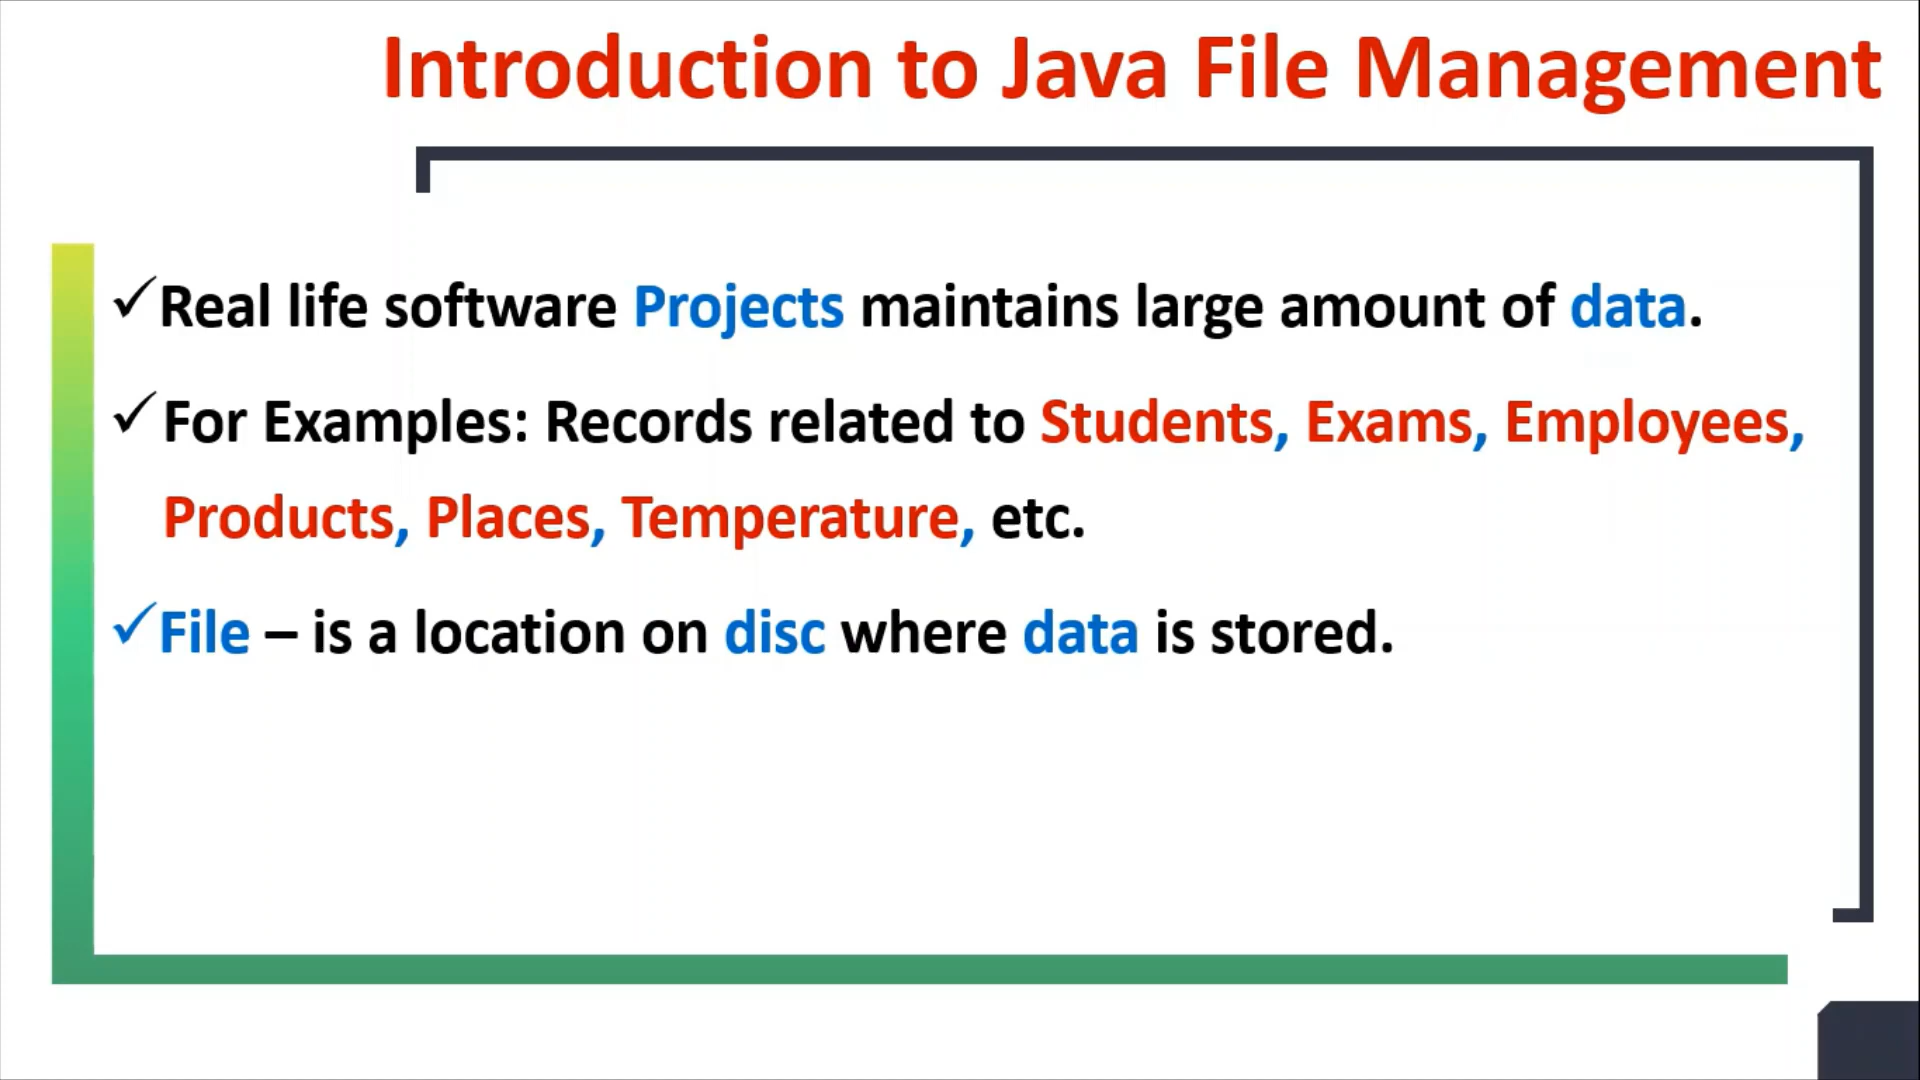 Introduction to Java File Management
✓Real life software Projects maintains large amount of data.
✓For Examples: Records related to Students, Exams, Employees,
Products, Places, Temperature, etc.
✓File – is a location on disc where data is stored.